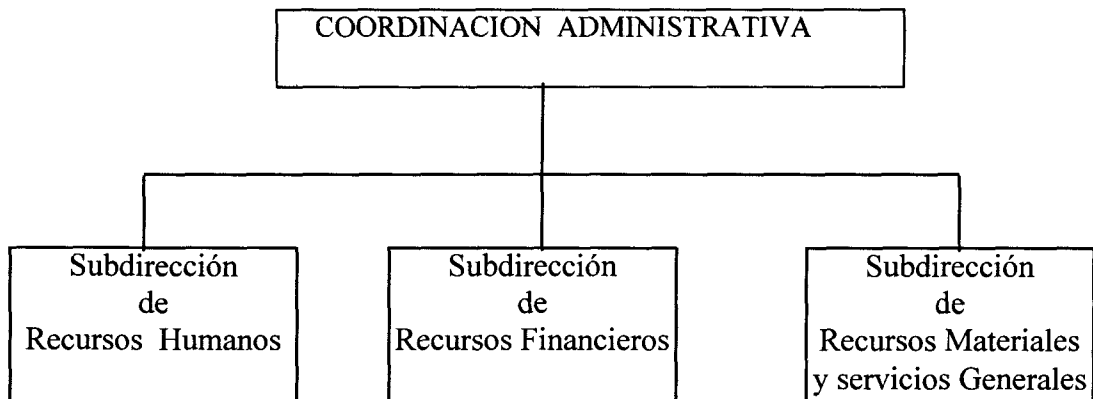 COORDINACION ADMINISTRATIVA
Subdirección
de
Recursos Humanos
Subdirección
de
Recursos Financieros
Subdirección
de
Recursos Materiales
y servicios Generales